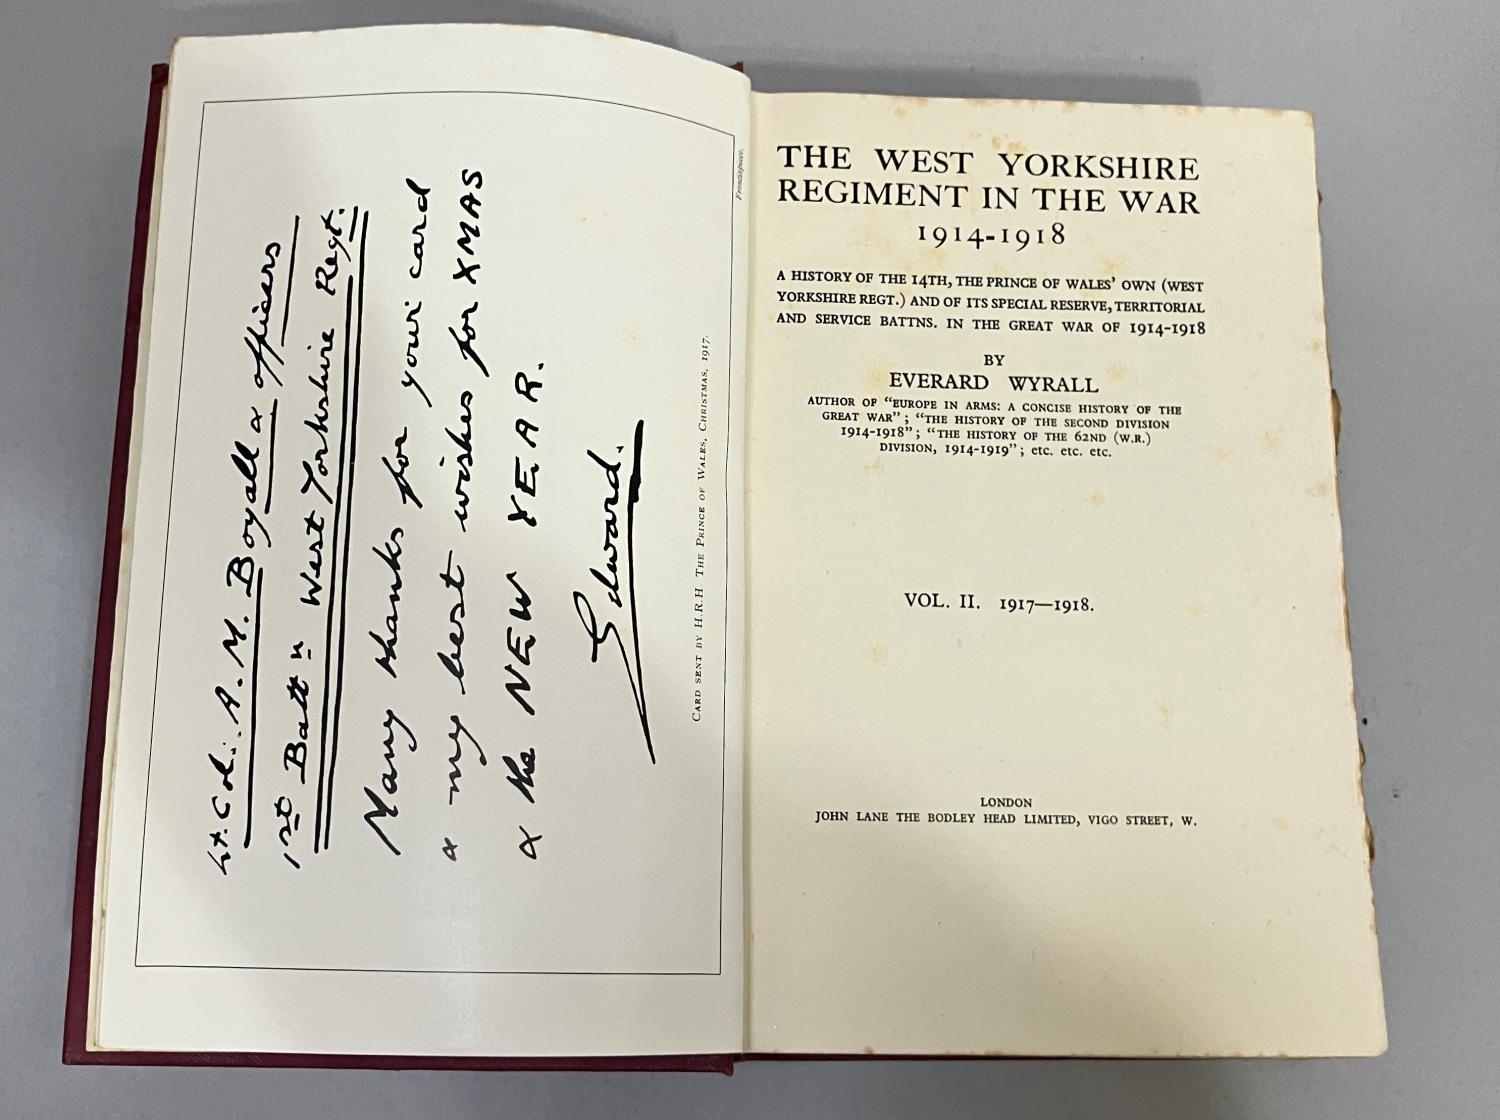 Lt. Col: A. M. Boyall & officers
1st Battn West Yorkshire Regt.
Many thanks for your card
& my best wishes for XMAS
& the NEW YEAR.
Edward.
CARD SENT BY H.R.H. THE PRINCE OF WALES, CHRISTMAS, 1917.
Frontispiece.
THE WEST YORKSHIRE
REGIMENT IN THE WAR
1914-1918
A HISTORY OF THE 14TH, THE PRINCE OF WALES' OWN (WEST
YORKSHIRE REGT.) AND OF ITS SPECIAL RESERVE, TERRITORIAL
AND SERVICE BATTNS. IN THE GREAT WAR OF 1914-1918
BY
EVERARD WYRALL
AUTHOR OF "EUROPE IN ARMS: A CONCISE HISTORY OF THE
GREAT WAR"; "THE HISTORY OF THE SECOND DIVISION
1914-1918"; "THE HISTORY OF THE 62ND (W.R.)
DIVISION, 1914-1919"; etc. etc. etc.
VOL. II. 1917—1918.
LONDON
JOHN LANE THE BODLEY HEAD LIMITED, VIGO STREET, W.